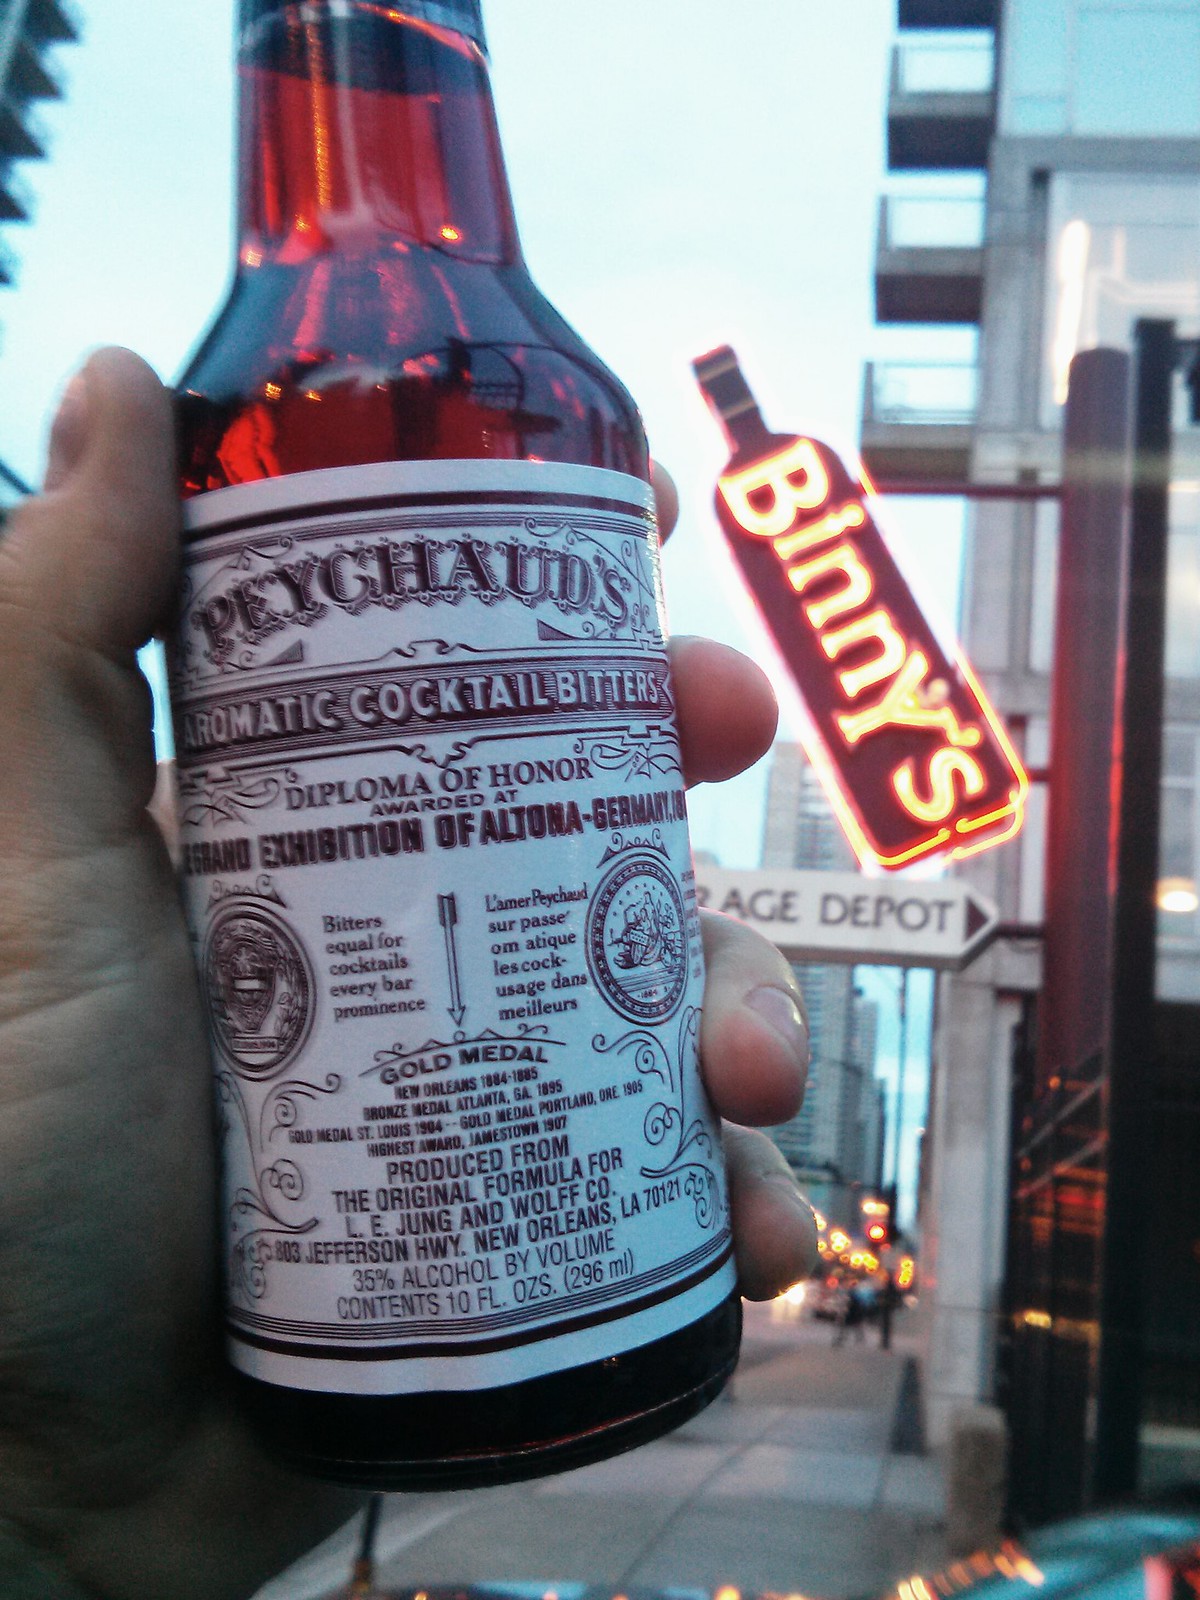 PEYCHAUD'S
AROMATIC COCKTAIL BITTERS
DIPLOMA OF HONOR
AWARDED AT
GRAND EXHIBITION OF ALTONA-GERMANY, 18
Bitters
equal for
cocktails
every bar
prominence
L'amer Peychaud
sur passe'
om atique
les cock-
usage dans
meilleurs
GOLD MEDAL
NEW ORLEANS 1884-1885
BRONZE MEDAL ATLANTA, GA. 1895
GOLD MEDAL ST. LOUIS 1904 -- GOLD MEDAL PORTLAND, ORE. 1905
HIGHEST AWARD, JAMESTOWN 1907
PRODUCED FROM
THE ORIGINAL FORMULA FOR
L. E. JUNG AND WOLFF CO.
803 JEFFERSON HWY. NEW ORLEANS, LA 70121
35% ALCOHOL BY VOLUME
CONTENTS 10 FL. OZS. (296 ml)
Binny's
RAGE DEPOT